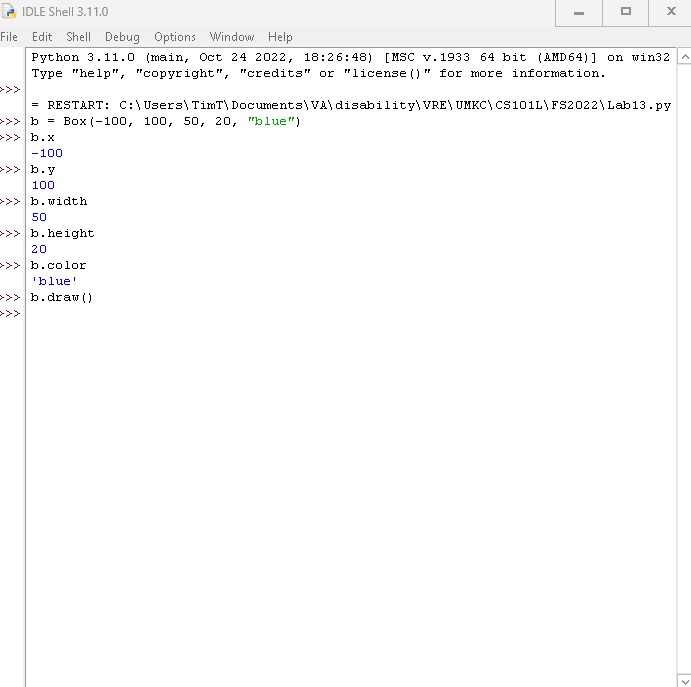 IDLE Shell 3.11.0
File Edit Shell Debug Options Window Help
Python 3.11.0 (main, Oct 24 2022, 18:26:48) [MSC v.1933 64 bit (AMD64)] on win32
Type "help", "copyright", "credits" or "license()" for more information.
>>>
= RESTART: C:\Users\TimT\Documents\VA\disability\VRE\UMKC\CS101L\FS2022\Lab13.py
>>> b = Box(-100, 100, 50, 20, "blue")
>>> b.x
-100
>>> b.y
100
>>> b.width
50
>>> b.height
20
>>> b.color
'blue'
>>> b.draw()
>>>